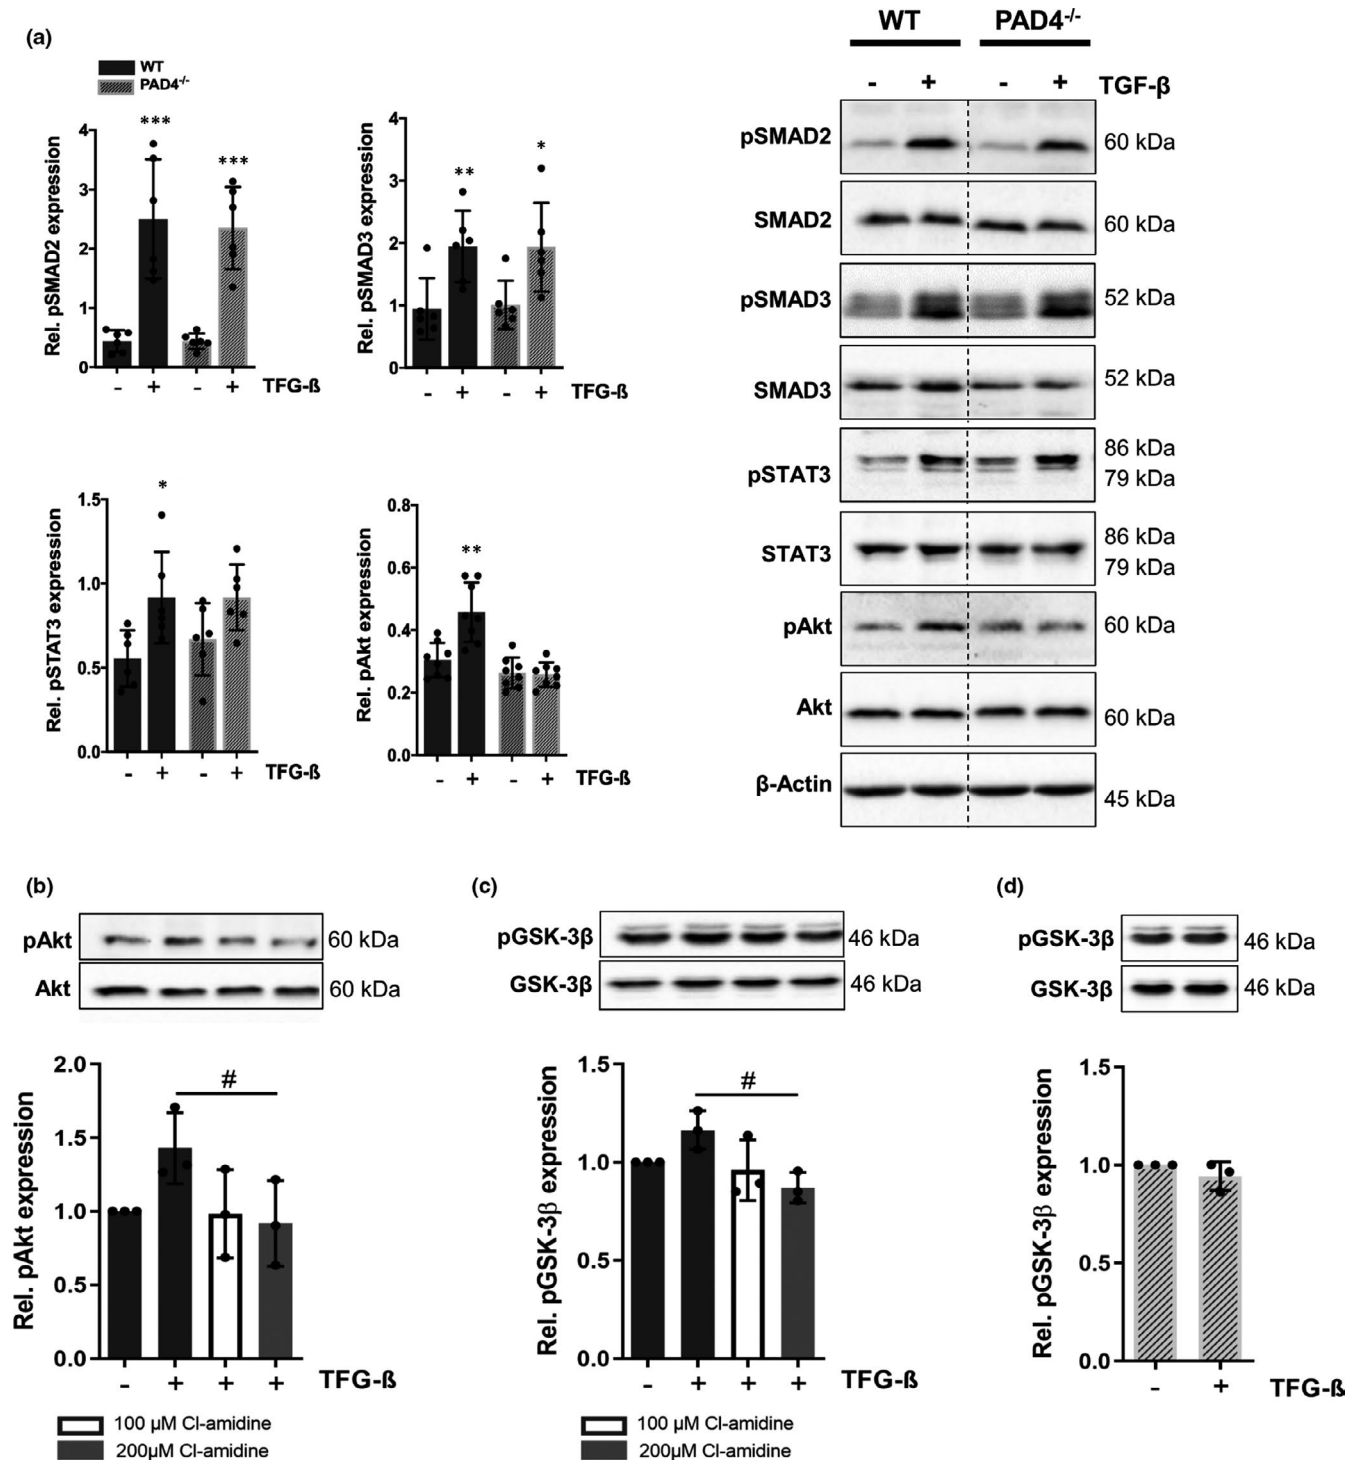 (a)
WT
PAD4-/-
Rel. pSMAD2 expression
4
3
2
1
0
***
***
- + - + TFG-ß
Rel. pSMAD3 expression
4
3
2
1
0
**
*
- + - + TFG-ß
Rel. pSTAT3 expression
1.5
1.0
0.5
0.0
*
- + - + TFG-ß
Rel. pAkt expression
0.8
0.6
0.4
0.2
0.0
**
- + - + TFG-ß
WT PAD4-/-
- + - + TGF-β
pSMAD2 60 kDa
SMAD2 60 kDa
pSMAD3 52 kDa
SMAD3 52 kDa
pSTAT3 86 kDa
79 kDa
STAT3 86 kDa
79 kDa
pAkt 60 kDa
Akt 60 kDa
β-Actin 45 kDa
(b)
pAkt 60 kDa
Akt 60 kDa
Rel. pAkt expression
2.0
1.5
1.0
0.5
0.0
#
- + + + TFG-ß
100 µM Cl-amidine
200µM Cl-amidine
(c)
pGSK-3β 46 kDa
GSK-3β 46 kDa
Rel. pGSK-3β expression
1.5
1.0
0.5
0.0
#
- + + + TFG-ß
100 µM Cl-amidine
200µM Cl-amidine
(d)
pGSK-3β 46 kDa
GSK-3β 46 kDa
Rel. pGSK-3β expression
1.5
1.0
0.5
0.0
- + TFG-ß